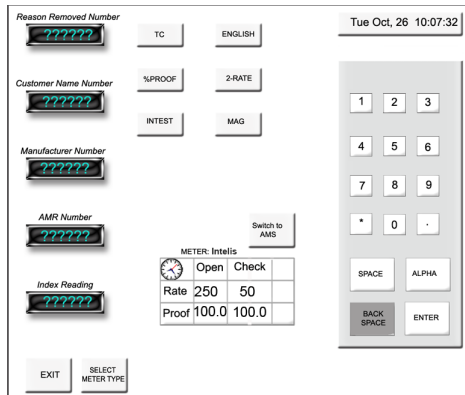 Reason Removed Number
??????
Customer Name Number
??????
Manufacturer Number
??????
AMR Number
??????
Index Reading
??????
TC ENGLISH
%PROOF 2-RATE
INTEST MAG
Switch to
AMS
METER: Intelis
Open Check
Rate 250 50
Proof 100.0 100.0
EXIT
SELECT
METER TYPE
Tue Oct, 26 10:07:32
1 2 3
4 5 6
7 8 9
* 0 .
SPACE ALPHA
BACK
SPACE
ENTER